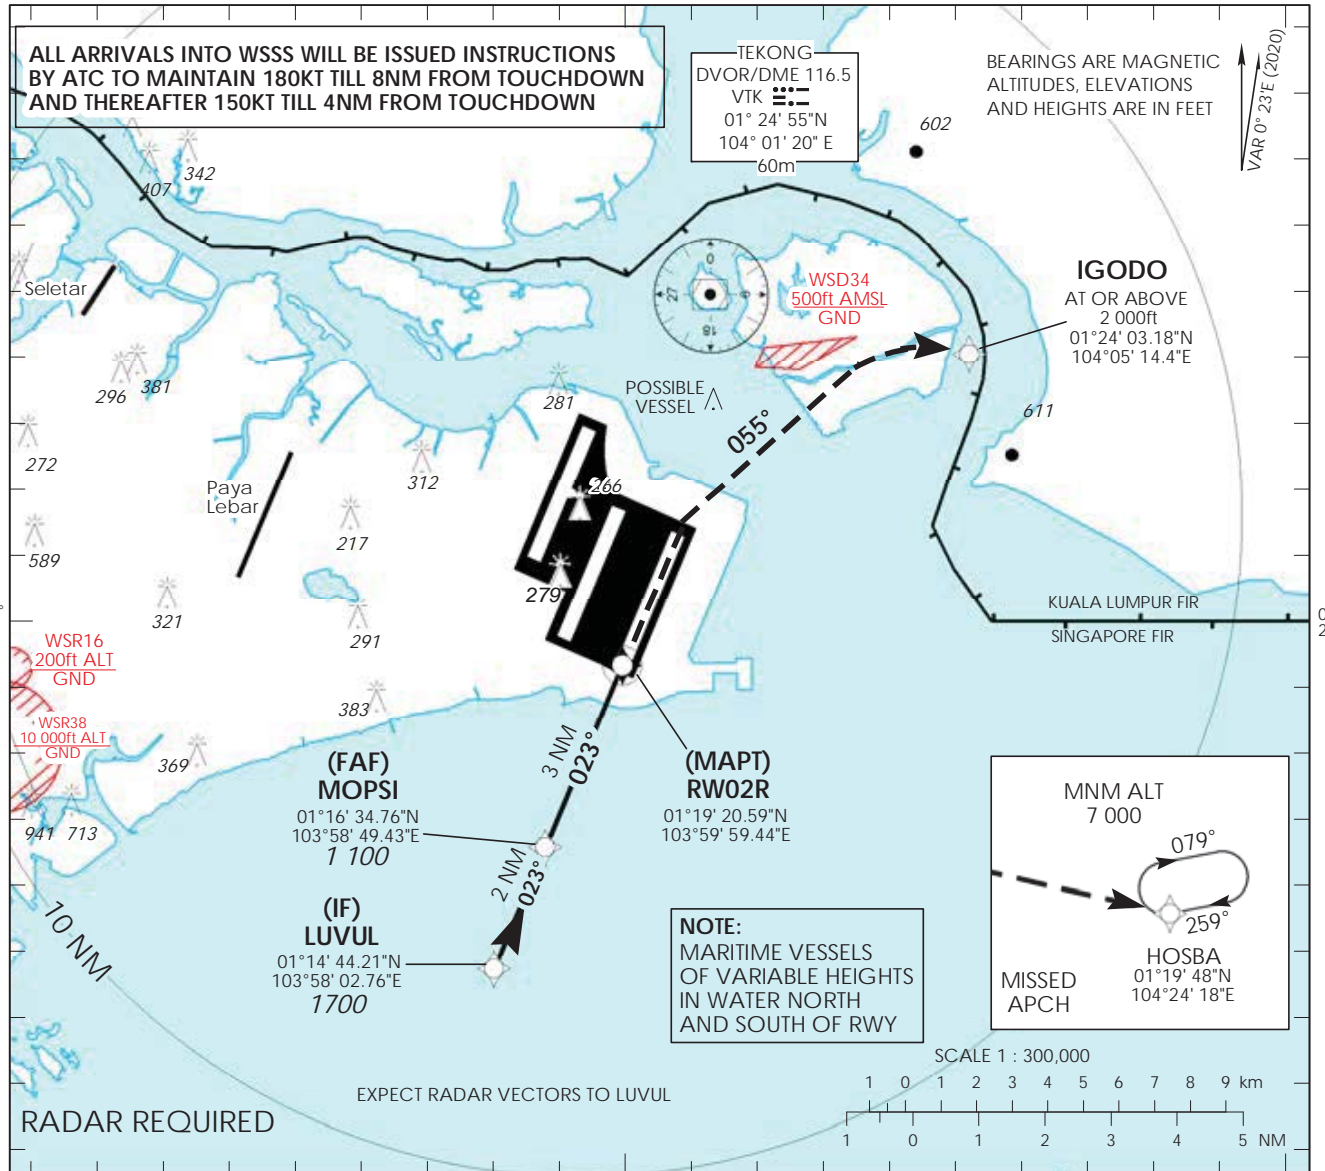 ALL ARRIVALS INTO WSSS WILL BE ISSUED INSTRUCTIONS
BY ATC TO MAINTAIN 180KT TILL 8NM FROM TOUCHDOWN
AND THEREAFTER 150KT TILL 4NM FROM TOUCHDOWN
TEKONG
DVOR/DME 116.5
VTK
01° 24' 55"N
104° 01' 20" E
60m
BEARINGS ARE MAGNETIC
ALTITUDES, ELEVATIONS
AND HEIGHTS ARE IN FEET
VAR 0° 23'E (2020)
602
342
407
Seletar
0
27
9
18
WSD34
500ft AMSL
GND
IGODO
AT OR ABOVE
2 000ft
01°24' 03.18"N
104°05' 14.4"E
296
381
281
POSSIBLE
VESSEL
055°
611
272
312
Paya
Lebar
266
217
589
279
321
291
KUALA LUMPUR FIR
SINGAPORE FIR
0
2
°
WSR16
200ft ALT
GND
WSR38
10 000ft ALT
GND
383
369
941
713
3 NM
023°
(FAF)
MOPSI
01°16' 34.76"N
103°58' 49.43"E
1 100
(MAPT)
RW02R
01°19' 20.59"N
103°59' 59.44"E
2 NM
023°
(IF)
LUVUL
01°14' 44.21"N
103°58' 02.76"E
1700
10 NM
NOTE:
MARITIME VESSELS
OF VARIABLE HEIGHTS
IN WATER NORTH
AND SOUTH OF RWY
MNM ALT
7 000
079°
259°
HOSBA
01°19' 48"N
104°24' 18"E
MISSED
APCH
SCALE 1 : 300,000
1 0 1 2 3 4 5 6 7 8 9 km
1 0 1 2 3 4 5 NM
EXPECT RADAR VECTORS TO LUVUL
RADAR REQUIRED